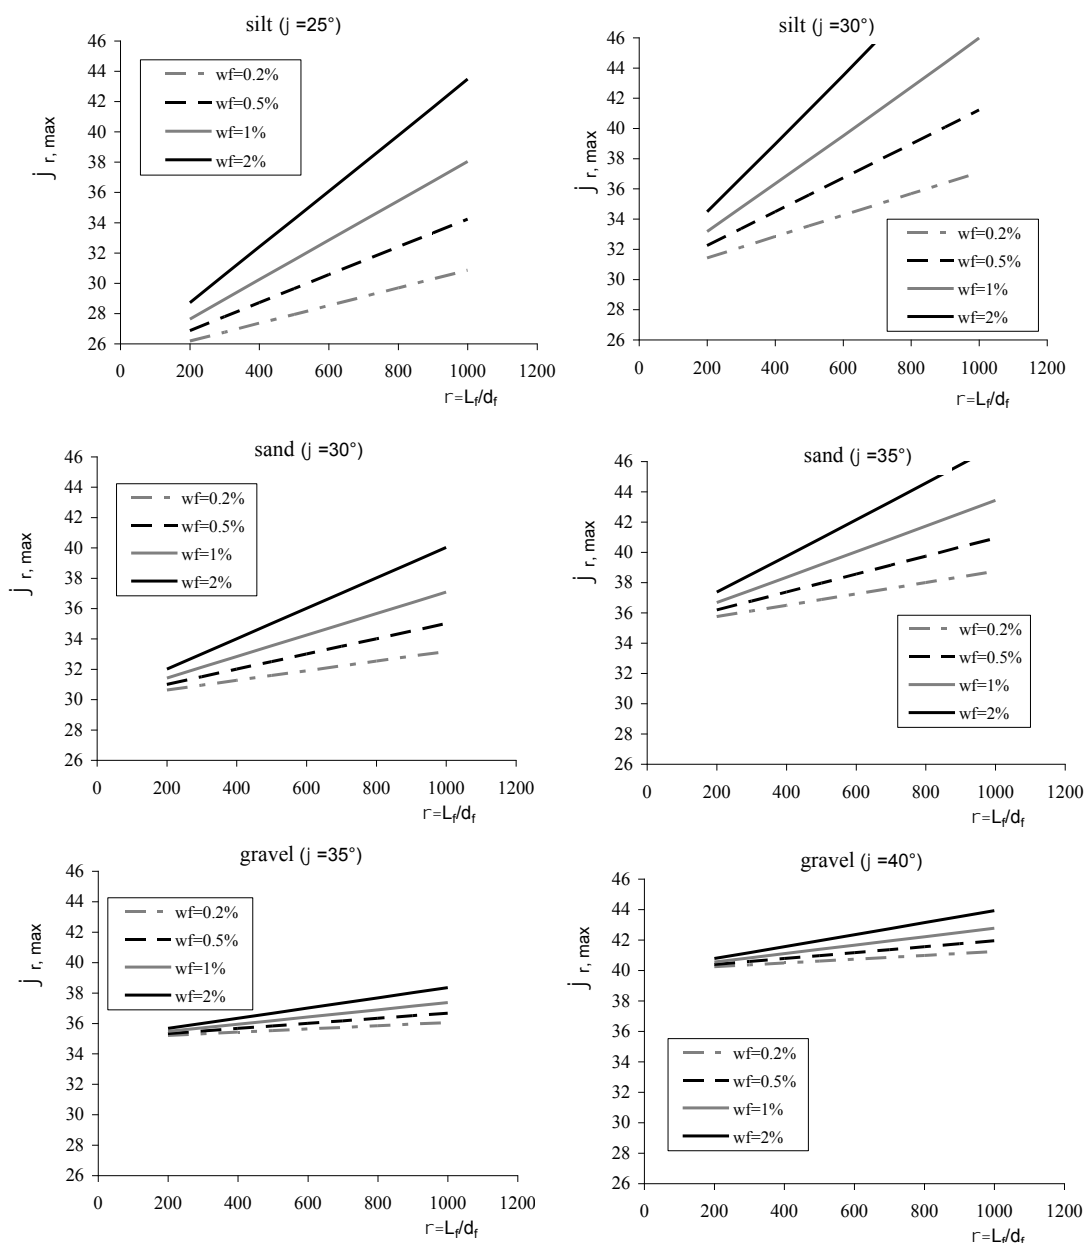 silt (j =25°)
46
44
42
40
38
36
34
32
30
28
26
j r, max
wf=0.2%
wf=0.5%
wf=1%
wf=2%
0 200 400 600 800 1000 1200
r=Lf/df
silt (j =30°)
46
44
42
40
38
36
34
32
30
28
26
j r, max
wf=0.2%
wf=0.5%
wf=1%
wf=2%
0 200 400 600 800 1000 1200
r=Lf/df
sand (j =30°)
46
44
42
40
38
36
34
32
30
28
26
j r, max
wf=0.2%
wf=0.5%
wf=1%
wf=2%
0 200 400 600 800 1000 1200
r=Lf/df
sand (j =35°)
46
44
42
40
38
36
34
32
30
28
26
j r, max
wf=0.2%
wf=0.5%
wf=1%
wf=2%
0 200 400 600 800 1000 1200
r=Lf/df
gravel (j =35°)
46
44
42
40
38
36
34
32
30
28
26
j r, max
wf=0.2%
wf=0.5%
wf=1%
wf=2%
0 200 400 600 800 1000 1200
r=Lf/df
gravel (j =40°)
46
44
42
40
38
36
34
32
30
28
26
j r, max
wf=0.2%
wf=0.5%
wf=1%
wf=2%
0 200 400 600 800 1000 1200
r=Lf/df